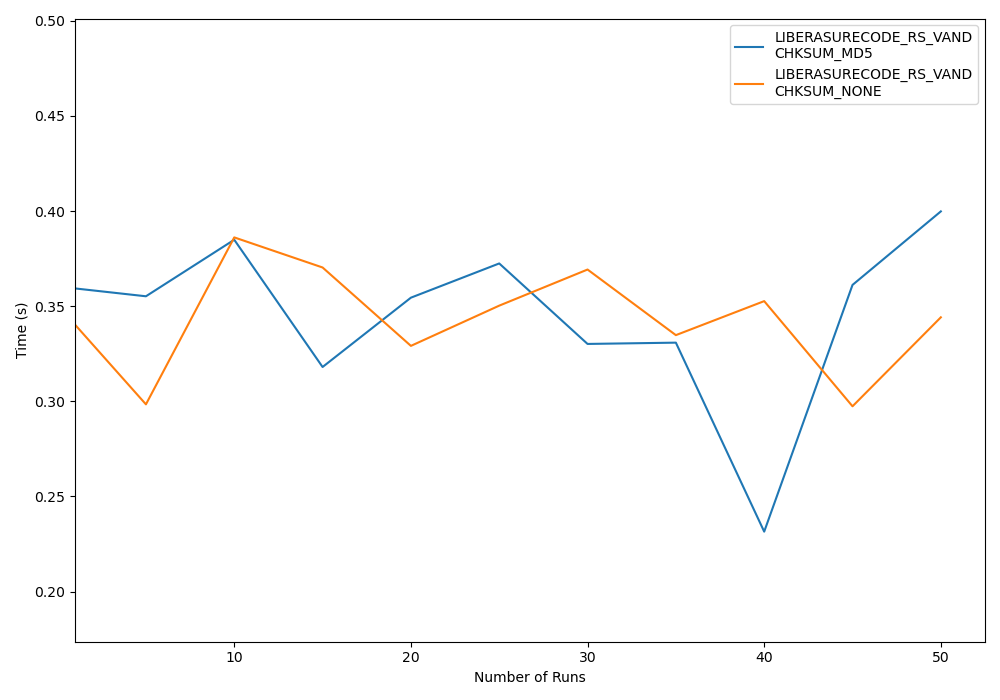 0.50
0.45
0.40
0.35
0.30
0.25
0.20
Time (s)
10
20
30
40
50
Number of Runs
LIBERASURECODE_RS_VAND
CHKSUM_MD5
LIBERASURECODE_RS_VAND
CHKSUM_NONE